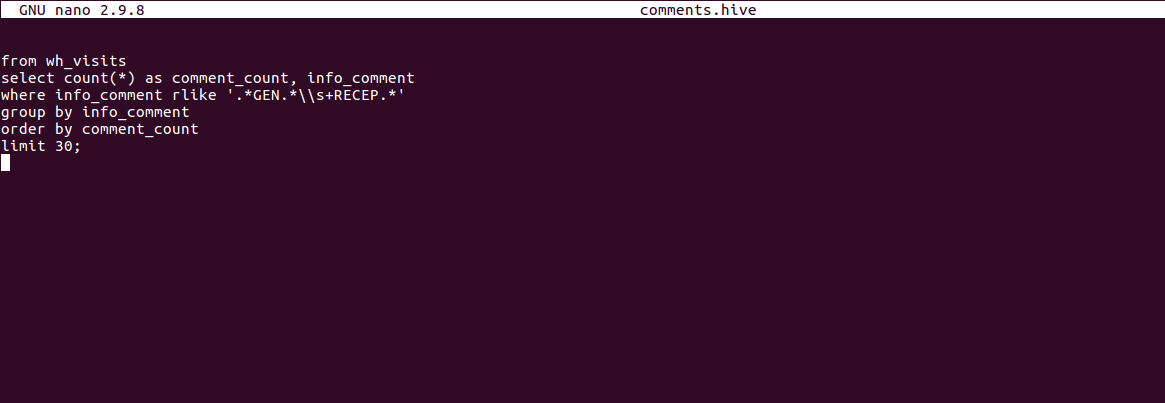 GNU nano 2.9.8 comments.hive
from wh_visits
select count(*) as comment_count, info_comment
where info_comment rlike '.*GEN.*\\s+RECEP.*'
group by info_comment
order by comment_count
limit 30;